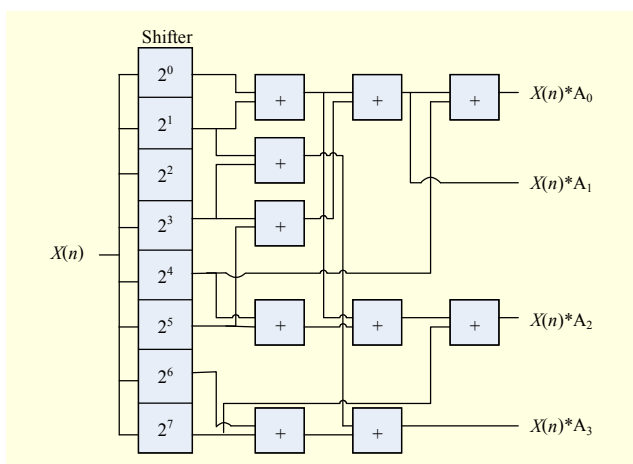 Shifter
2⁰
2¹
2²
2³
2⁴
2⁵
2⁶
2⁷
X(n)
+ + +
+
+
+ + +
+ +
X(n)*A₀
X(n)*A₁
X(n)*A₂
X(n)*A₃